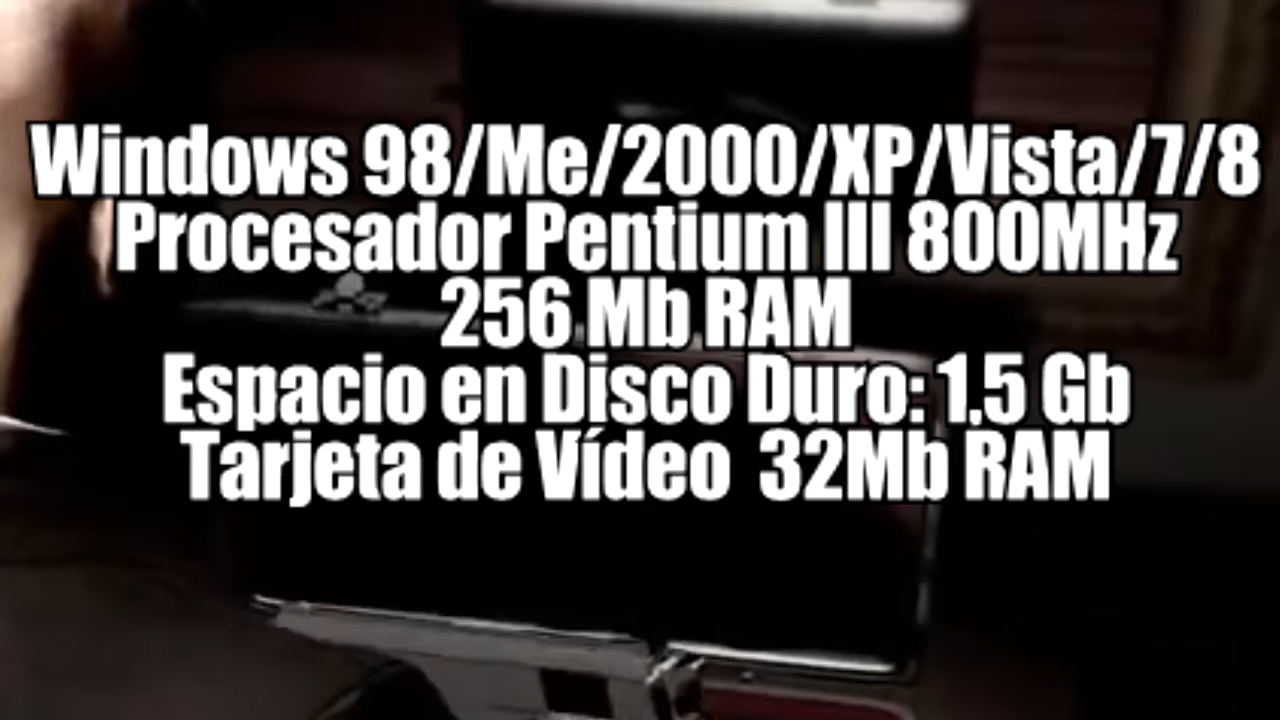 Windows 98/Me/2000/XP/Vista/7/8
Procesador Pentium III 800MHz
256 Mb RAM
Espacio en Disco Duro: 1.5 Gb
Tarjeta de Vídeo 32Mb RAM